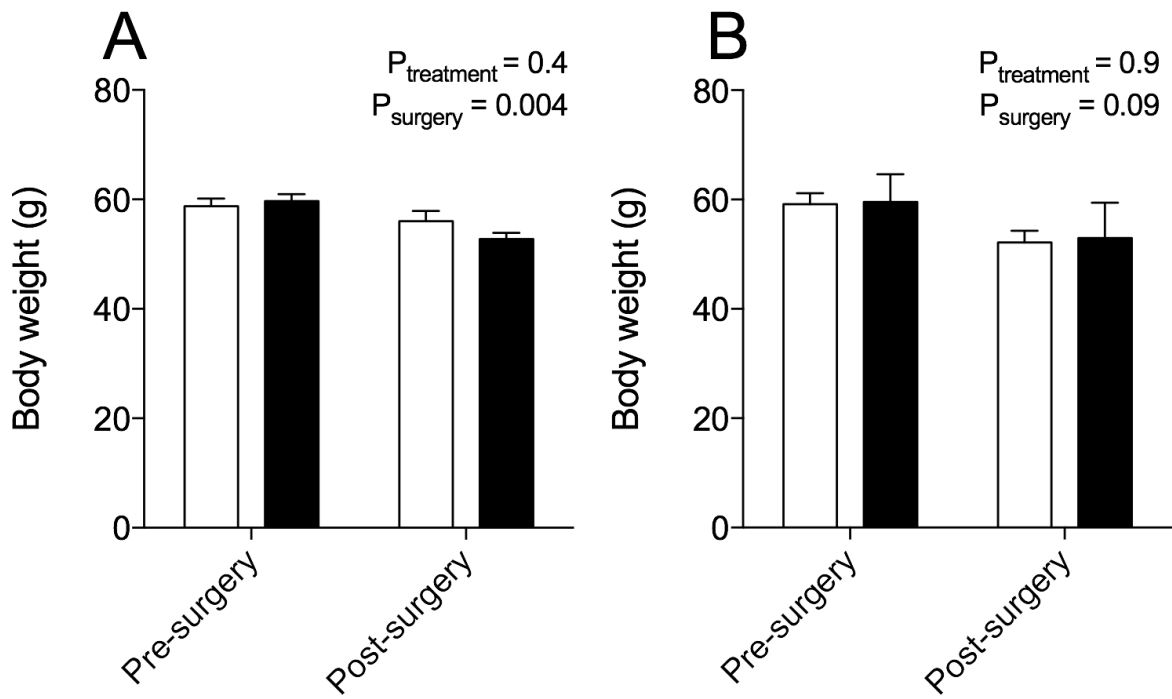 A
P_treatment = 0.4
P_surgery = 0.004
80
60
40
20
0
Body weight (g)
Pre-surgery
Post-surgery
B
P_treatment = 0.9
P_surgery = 0.09
80
60
40
20
0
Body weight (g)
Pre-surgery
Post-surgery